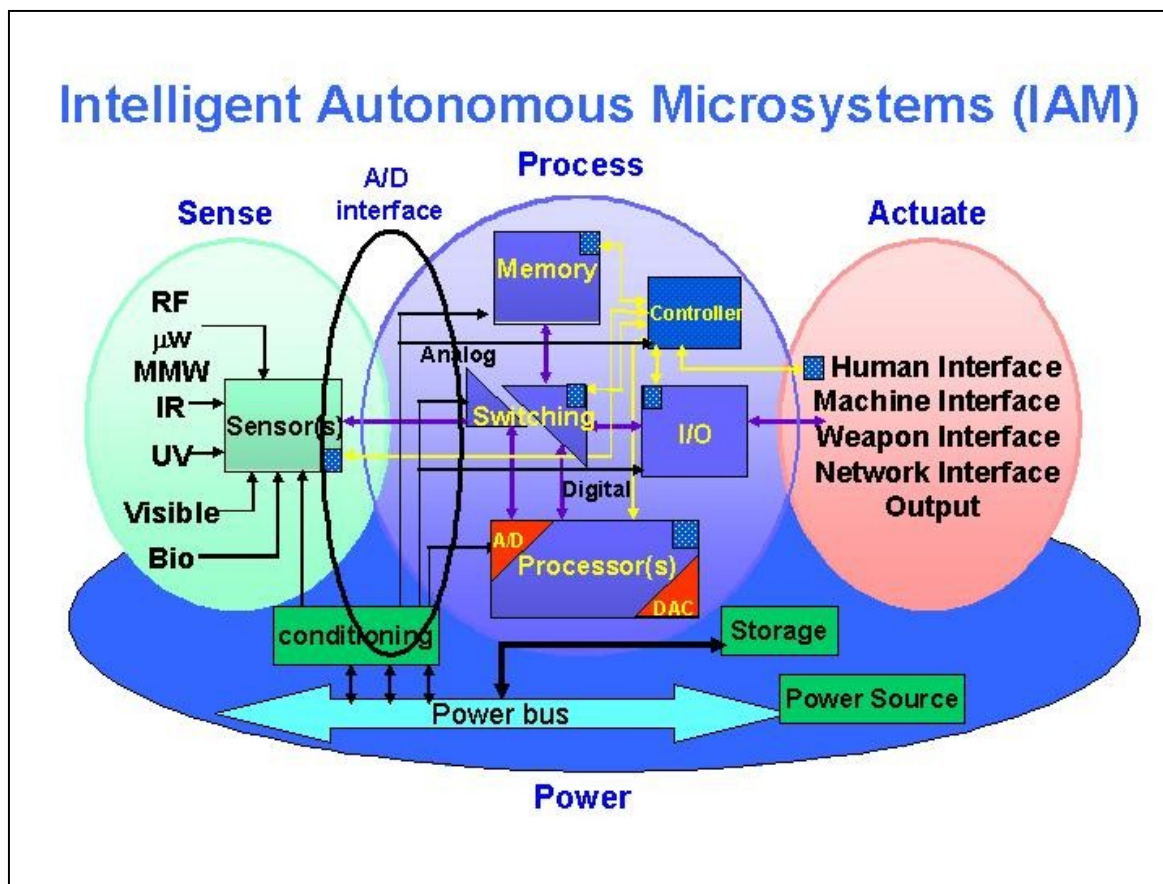 Intelligent Autonomous Microsystems (IAM)
Process
A/D
interface
Sense
Actuate
RF
μw
MMW
IR
UV
Visible
Bio
Sensor(s)
Memory
Controller
Analog
Switching
I/O
Digital
A/D
Processor(s)
DAC
Human Interface
Machine Interface
Weapon Interface
Network Interface
Output
conditioning
Storage
Power Source
Power bus
Power